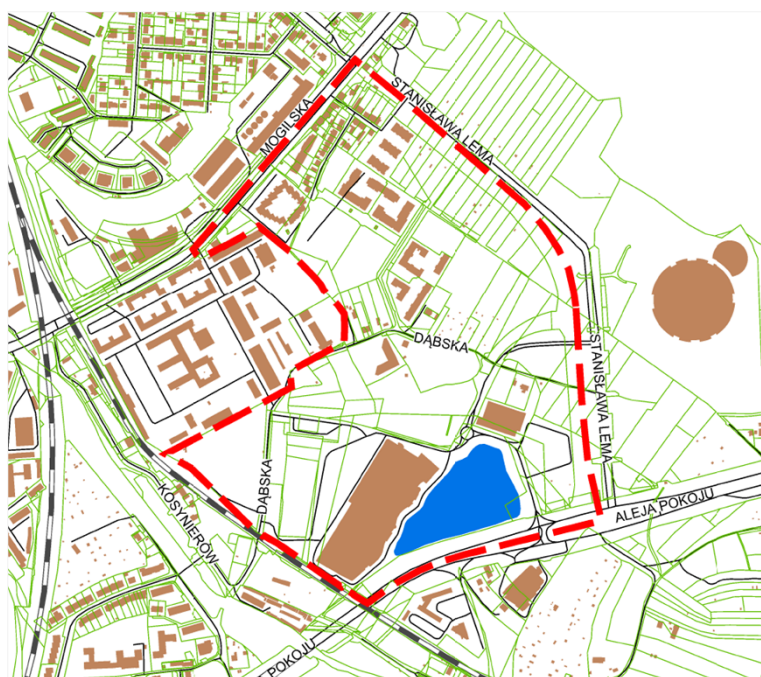 MOGILSKA
STANISŁAWA LEMA
DĄBSKA
STANISŁAWA LEMA
DĄBSKA
KOSYNIERÓW
ALEJA POKOJU
POKOJU